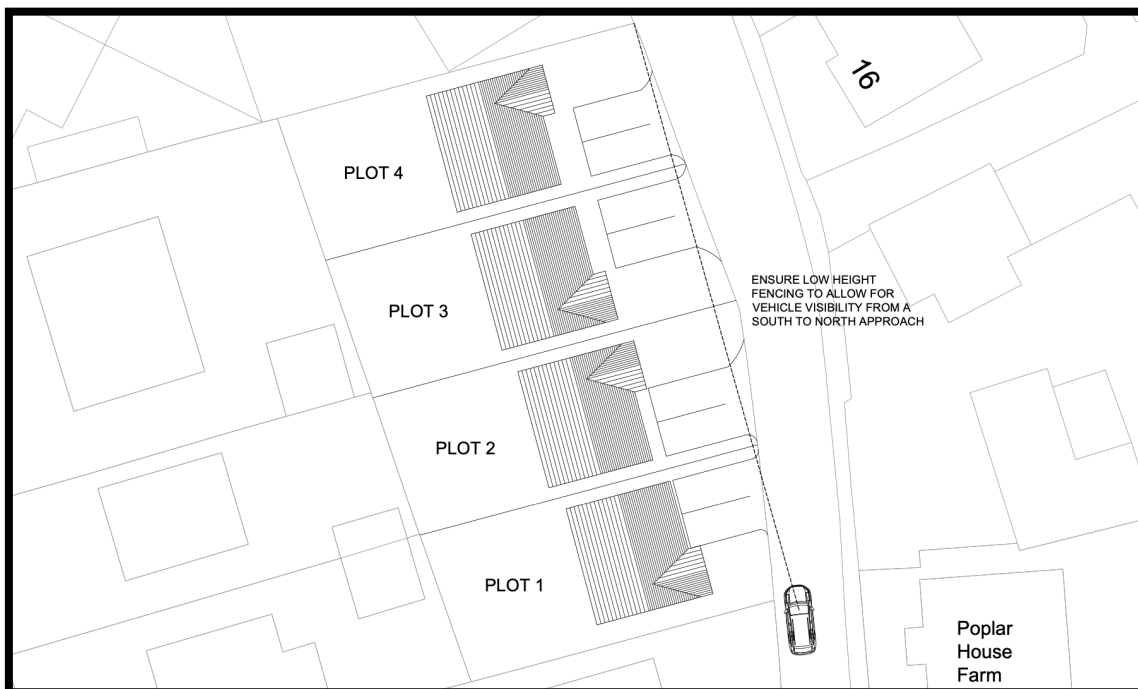 16
PLOT 4
ENSURE LOW HEIGHT
FENCING TO ALLOW FOR
VEHICLE VISIBILITY FROM A
SOUTH TO NORTH APPROACH
PLOT 3
PLOT 2
PLOT 1
Poplar
House
Farm